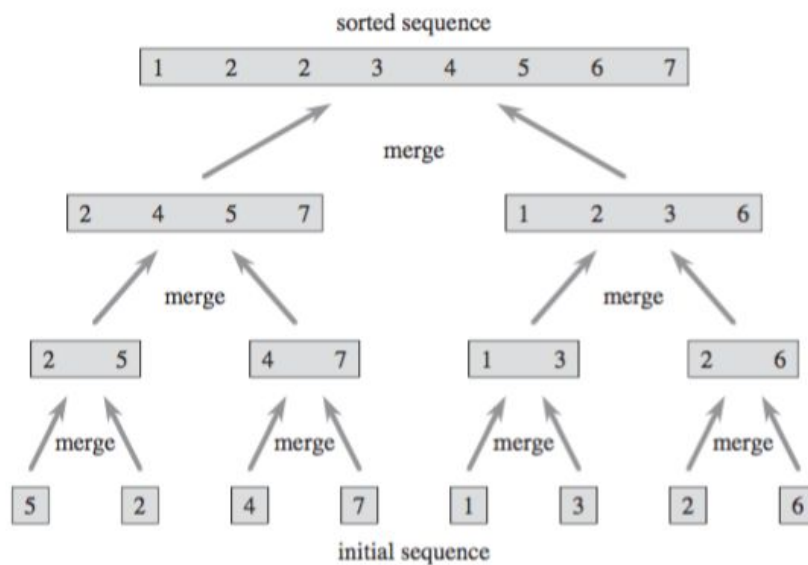 sorted sequence
1 2 2 3 4 5 6 7
merge
2 4 5 7 1 2 3 6
merge merge
2 5 4 7 1 3 2 6
merge merge merge merge
5 2 4 7 1 3 2 6
initial sequence